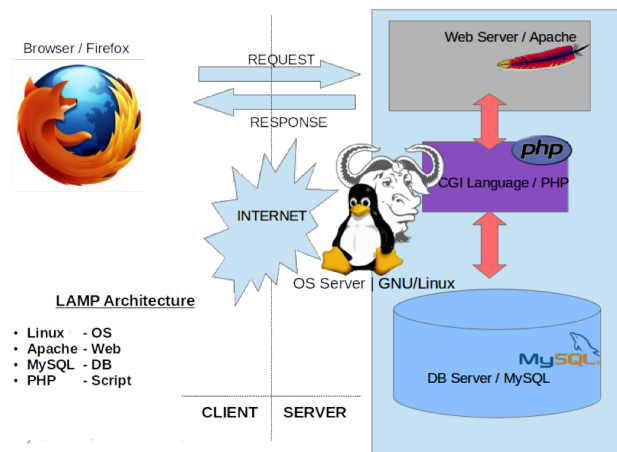 Browser / Firefox
REQUEST
RESPONSE
Web Server / Apache
php
CGI Language / PHP
INTERNET
OS Server | GNU/Linux
MySQL
DB Server / MySQL
LAMP Architecture
• Linux - OS
• Apache - Web
• MySQL - DB
• PHP - Script
CLIENT
SERVER